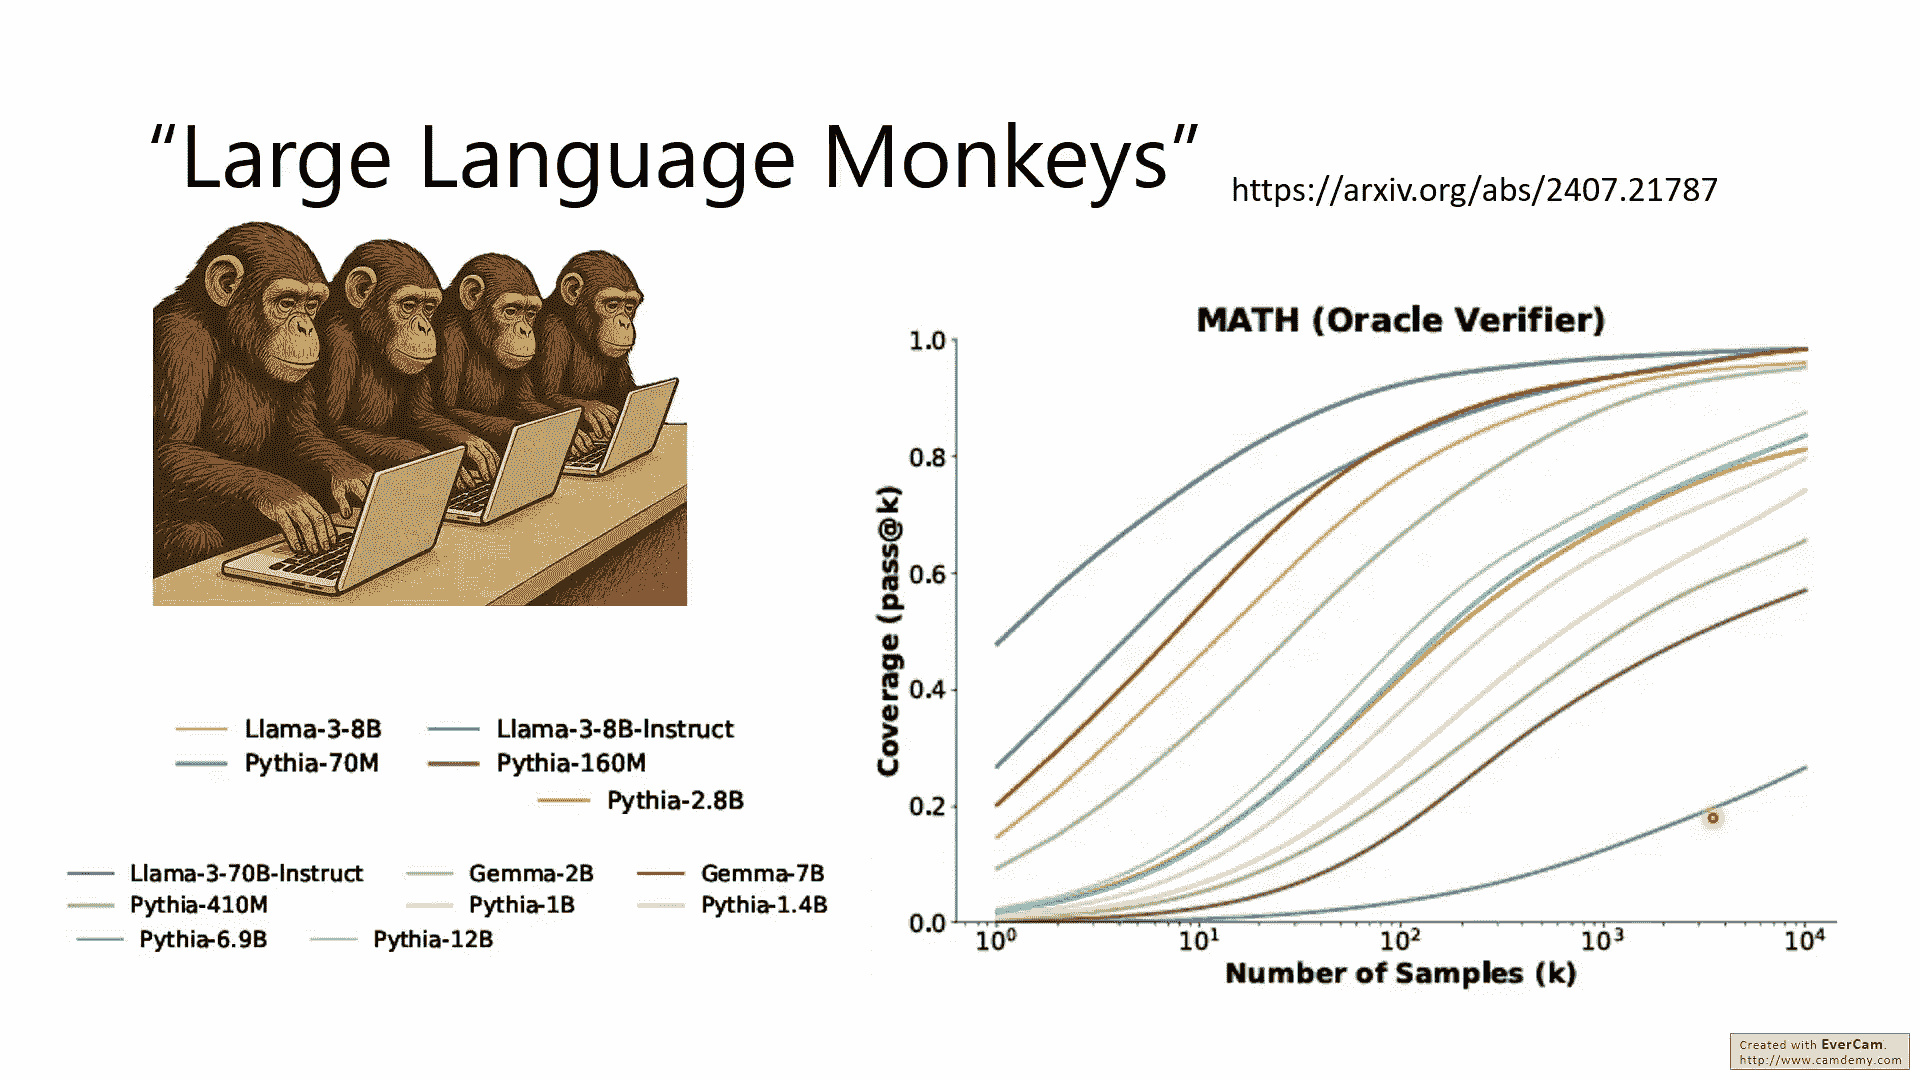 “Large Language Monkeys”
https://arxiv.org/abs/2407.21787
MATH (Oracle Verifier)
Coverage (pass@k)
1.0
0.8
0.6
0.4
0.2
0.0
10⁰ 10¹ 10² 10³ 10⁴
Number of Samples (k)
Llama-3-8B Llama-3-8B-Instruct
Pythia-70M Pythia-160M
Pythia-2.8B
Llama-3-70B-Instruct Gemma-2B Gemma-7B
Pythia-410M Pythia-1B Pythia-1.4B
Pythia-6.9B Pythia-12B
Created with EverCam.
http://www.camdemy.com